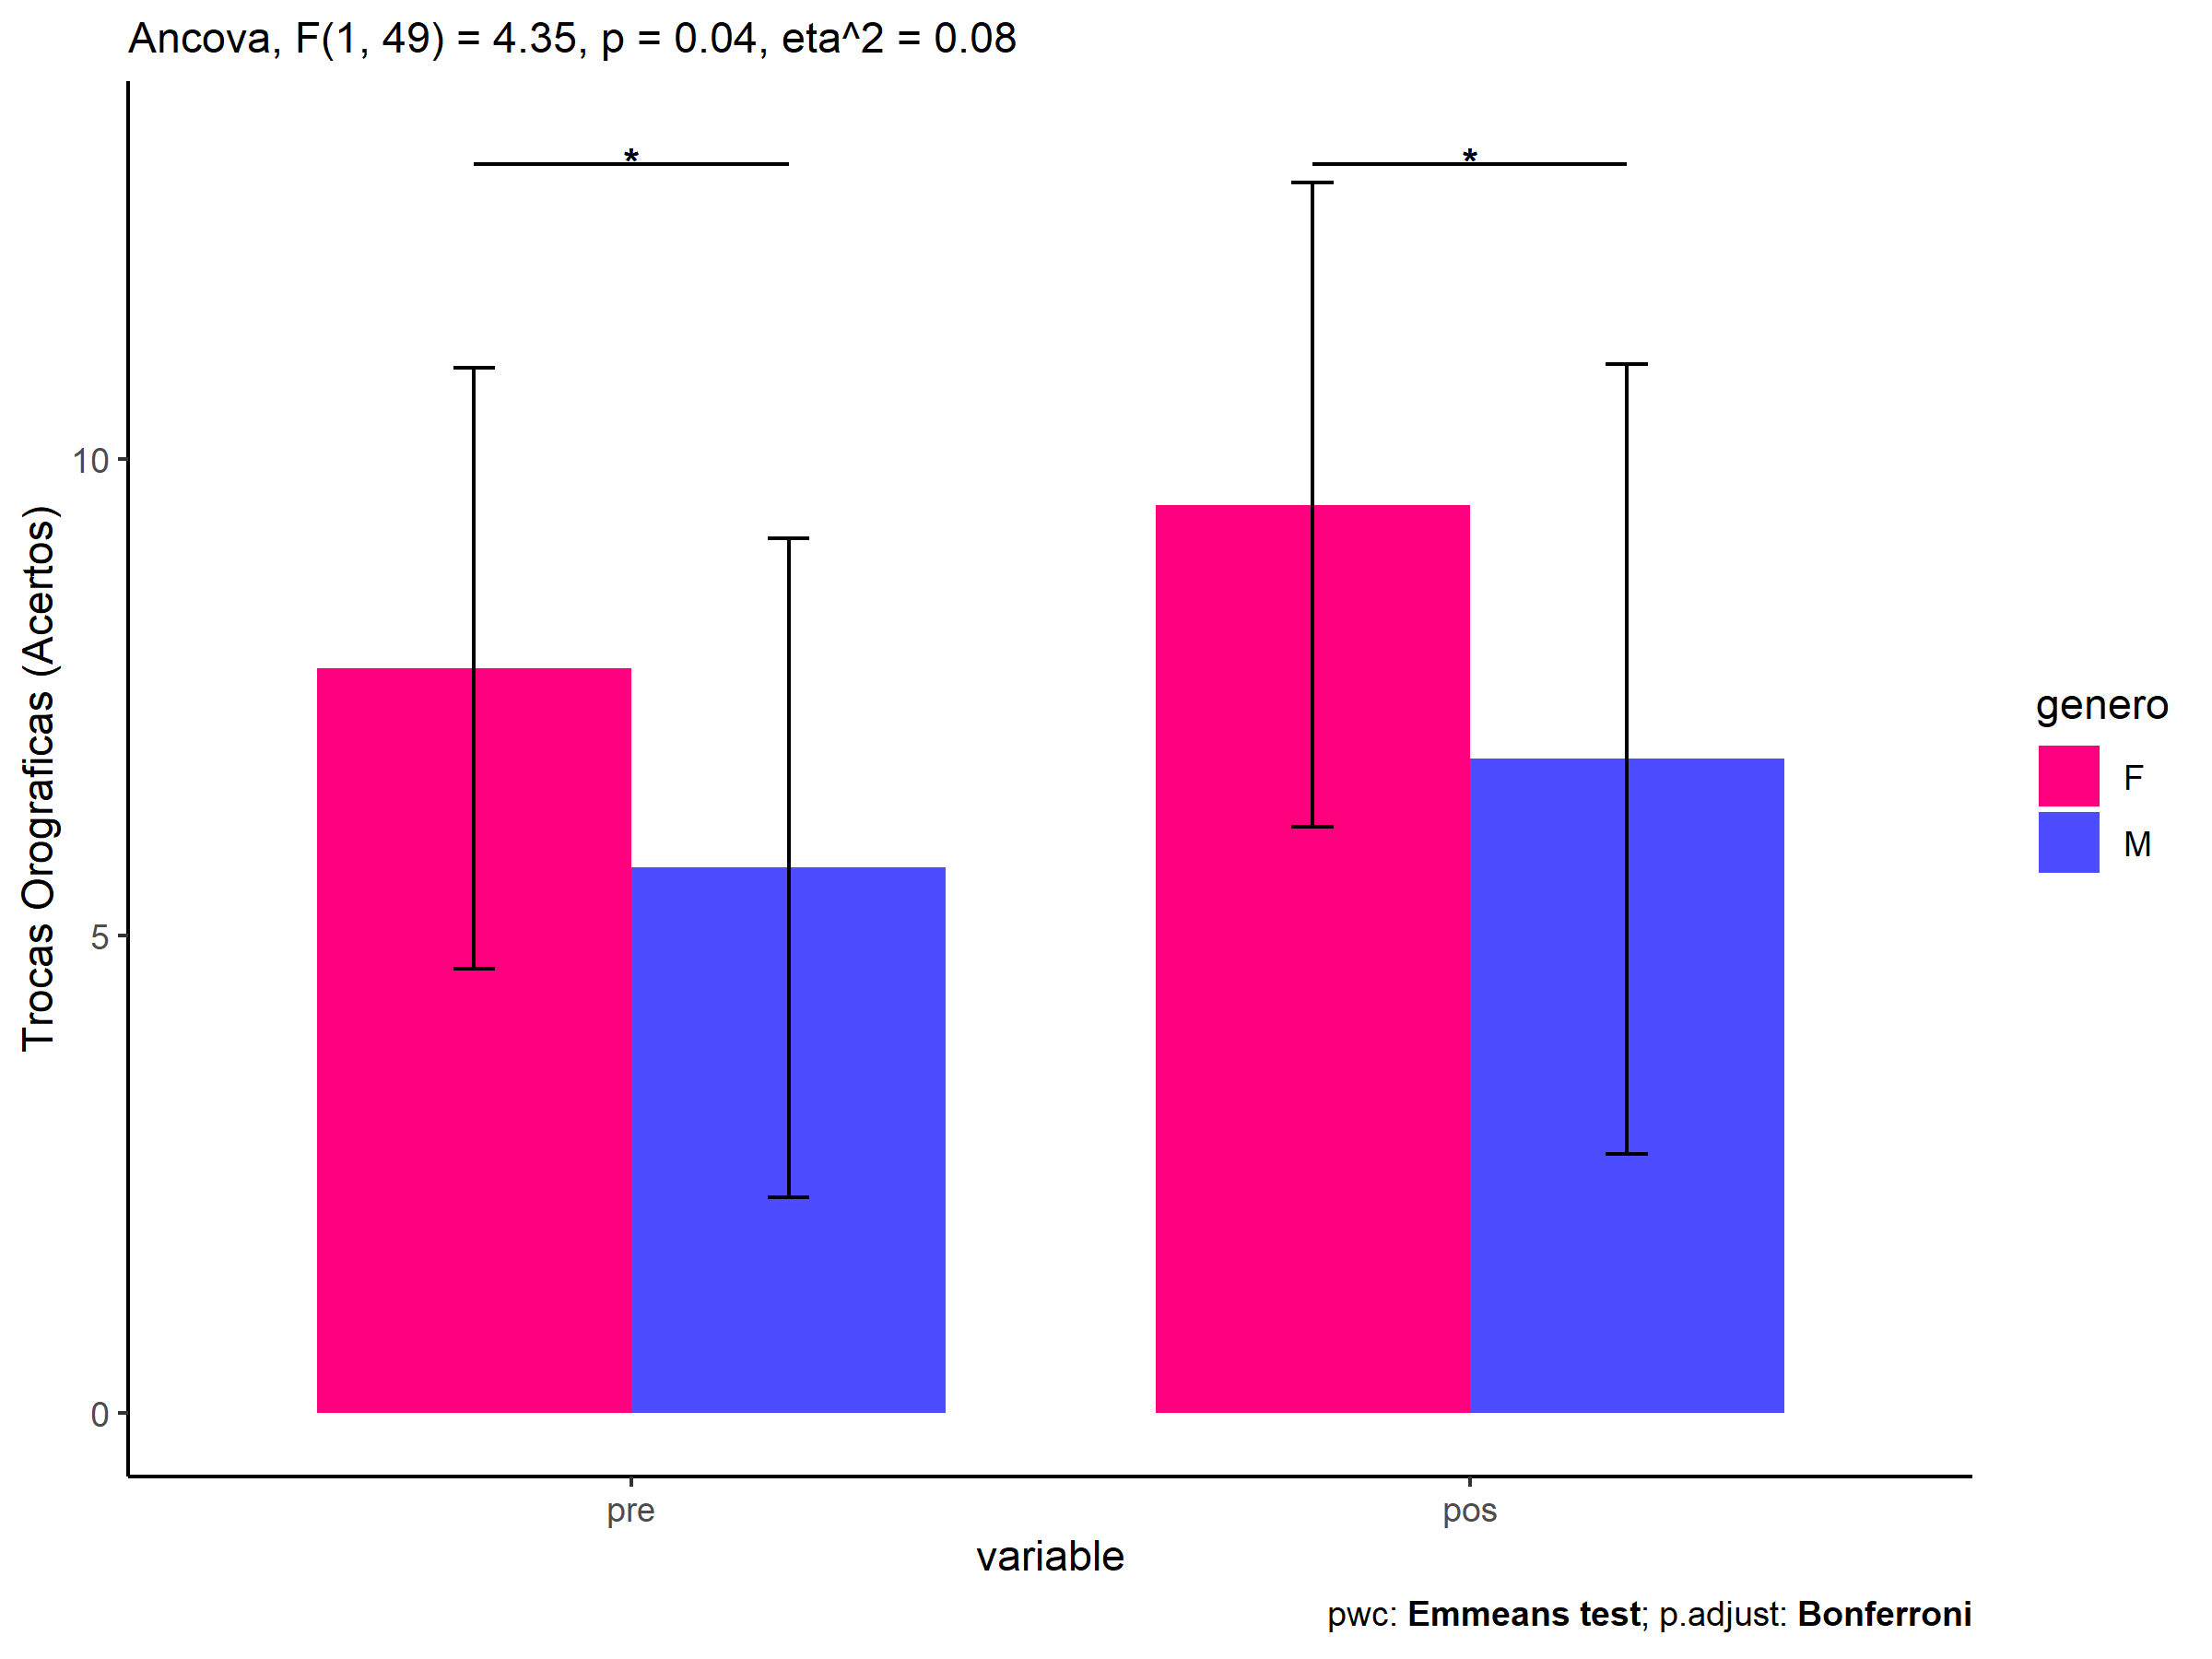 Ancova, F(1, 49) = 4.35, p = 0.04, eta^2 = 0.08
*
*
Trocas Orograficas (Acertos)
10
5
0
pre
pos
variable
genero
F
M
pwc: Emmeans test; p.adjust: Bonferroni